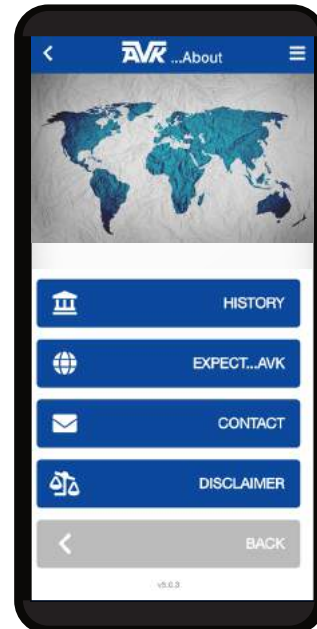 AVK ...About
HISTORY
EXPECT...AVK
CONTACT
DISCLAIMER
BACK
v5.0.3